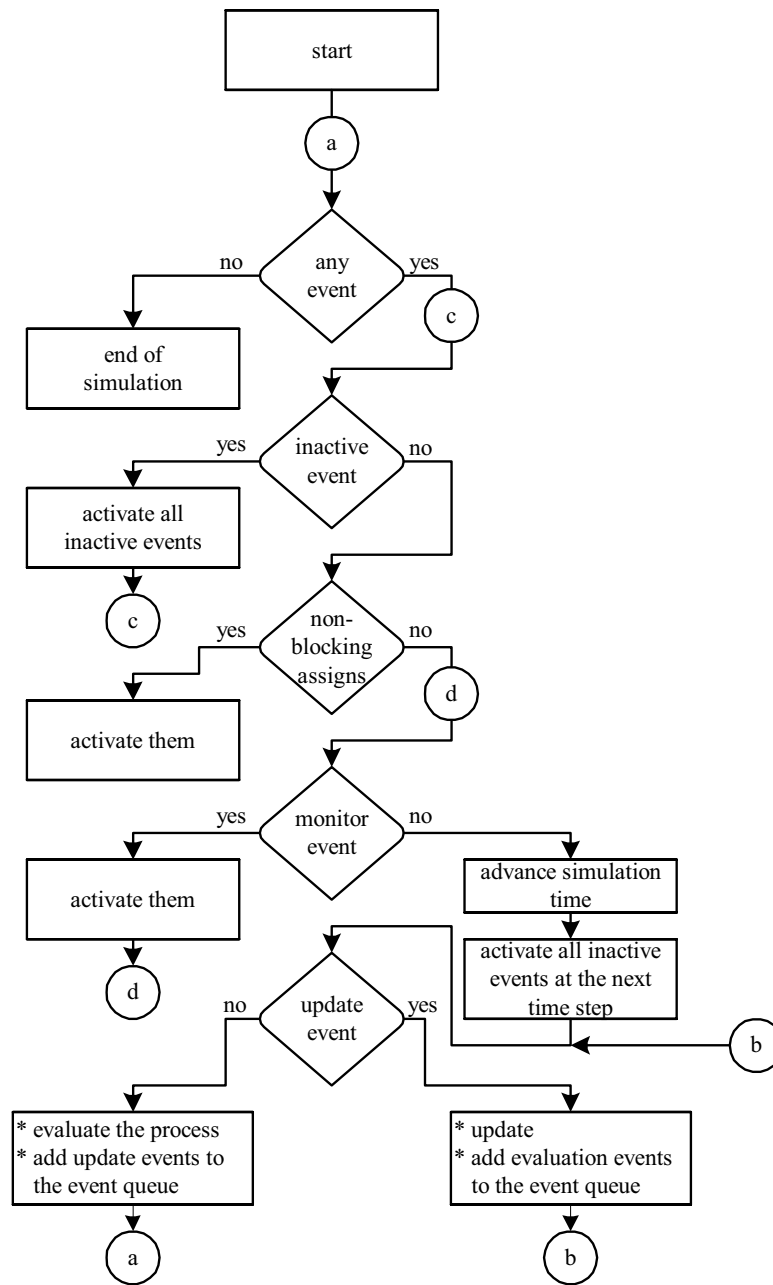 start
a
any
event
no
yes
c
end of
simulation
inactive
event
yes
no
activate all
inactive events
c
non-
blocking
assigns
yes
no
d
activate them
monitor
event
yes
no
activate them
d
advance simulation
time
activate all inactive
events at the next
time step
b
update
event
no
yes
* evaluate the process
* add update events to
the event queue
a
* update
* add evaluation events
to the event queue
b